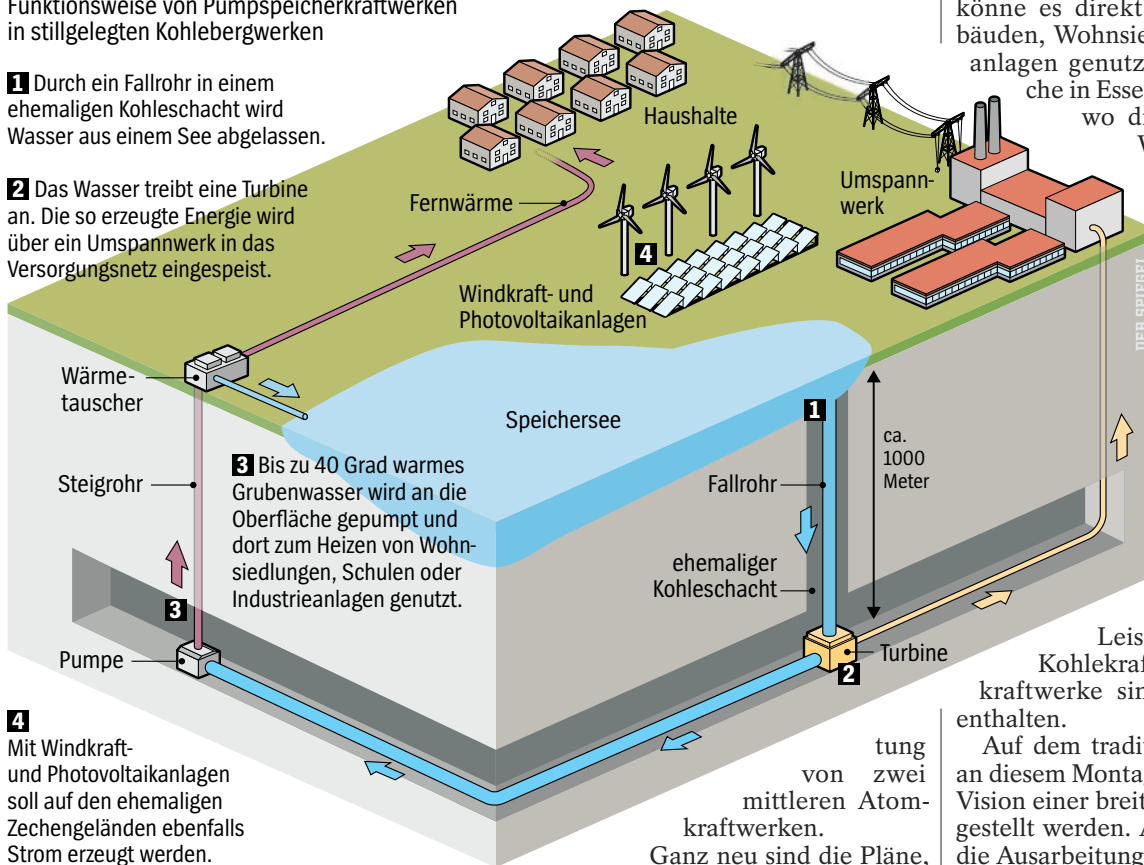 Funktionsweise von Pumpspeicherkraftwerken
in stillgelegten Kohlebergwerken
1 Durch ein Fallrohr in einem
ehemaligen Kohleschacht wird
Wasser aus einem See abgelassen.
2 Das Wasser treibt eine Turbine
an. Die so erzeugte Energie wird
über ein Umspannwerk in das
Versorgungsnetz eingespeist.
Haushalte
Fernwärme
4
Windkraft- und
Photovoltaikanlagen
Umspann-
werk
DER SPIEGEL
Wärme-
tauscher
Speichersee
1
ca.
1000
Meter
Steigrohr
3 Bis zu 40 Grad warmes
Grubenwasser wird an die
Oberfläche gepumpt und
dort zum Heizen von Wohn-
siedlungen, Schulen oder
Industrieanlagen genutzt.
Fallrohr
ehemaliger
Kohleschacht
3
Pumpe
Turbine
2
4
Mit Windkraft-
und Photovoltaikanlagen
soll auf den ehemaligen
Zechengeländen ebenfalls
Strom erzeugt werden.
tung
von zwei
mittleren Atom-
kraftwerken.
Ganz neu sind die Pläne,
könne es direkt
bäuden, Wohnsie
anlagen genutz
che in Esse
wo di
Leis
Kohlekraf
kraftwerke sin
enthalten.
Auf dem tradi
an diesem Montag
Vision einer breit
gestellt werden. A
die Ausarbeitung